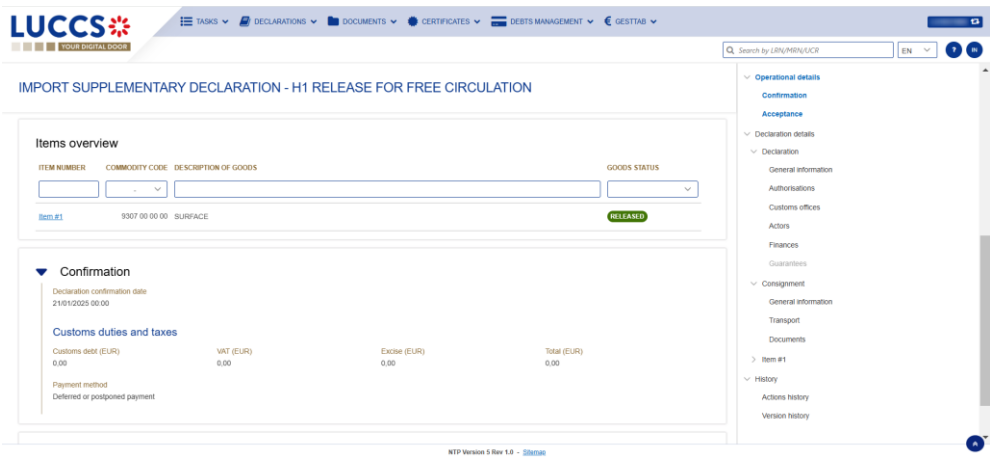 LUCCS
YOUR DIGITAL DOOR
TASKS
DECLARATIONS
DOCUMENTS
CERTIFICATES
DEBTS MANAGEMENT
GESTTAB
Search by LRN/MRN/UCR
EN
?
IN
IMPORT SUPPLEMENTARY DECLARATION - H1 RELEASE FOR FREE CIRCULATION
Items overview
ITEM NUMBER COMMODITY CODE DESCRIPTION OF GOODS GOODS STATUS
-
Item #1 9307 00 00 00 SURFACE RELEASED
Confirmation
Declaration confirmation date
21/01/2025 00:00
Customs duties and taxes
Customs debt (EUR) VAT (EUR) Excise (EUR) Total (EUR)
0,00 0,00 0,00 0,00
Payment method
Deferred or postponed payment
Operational details
Confirmation
Acceptance
Declaration details
Declaration
General information
Authorisations
Customs offices
Actors
Finances
Guarantees
Consignment
General information
Transport
Documents
Item #1
History
Actions history
Version history
NTP Version 5 Rev 1.0 - Sitemap